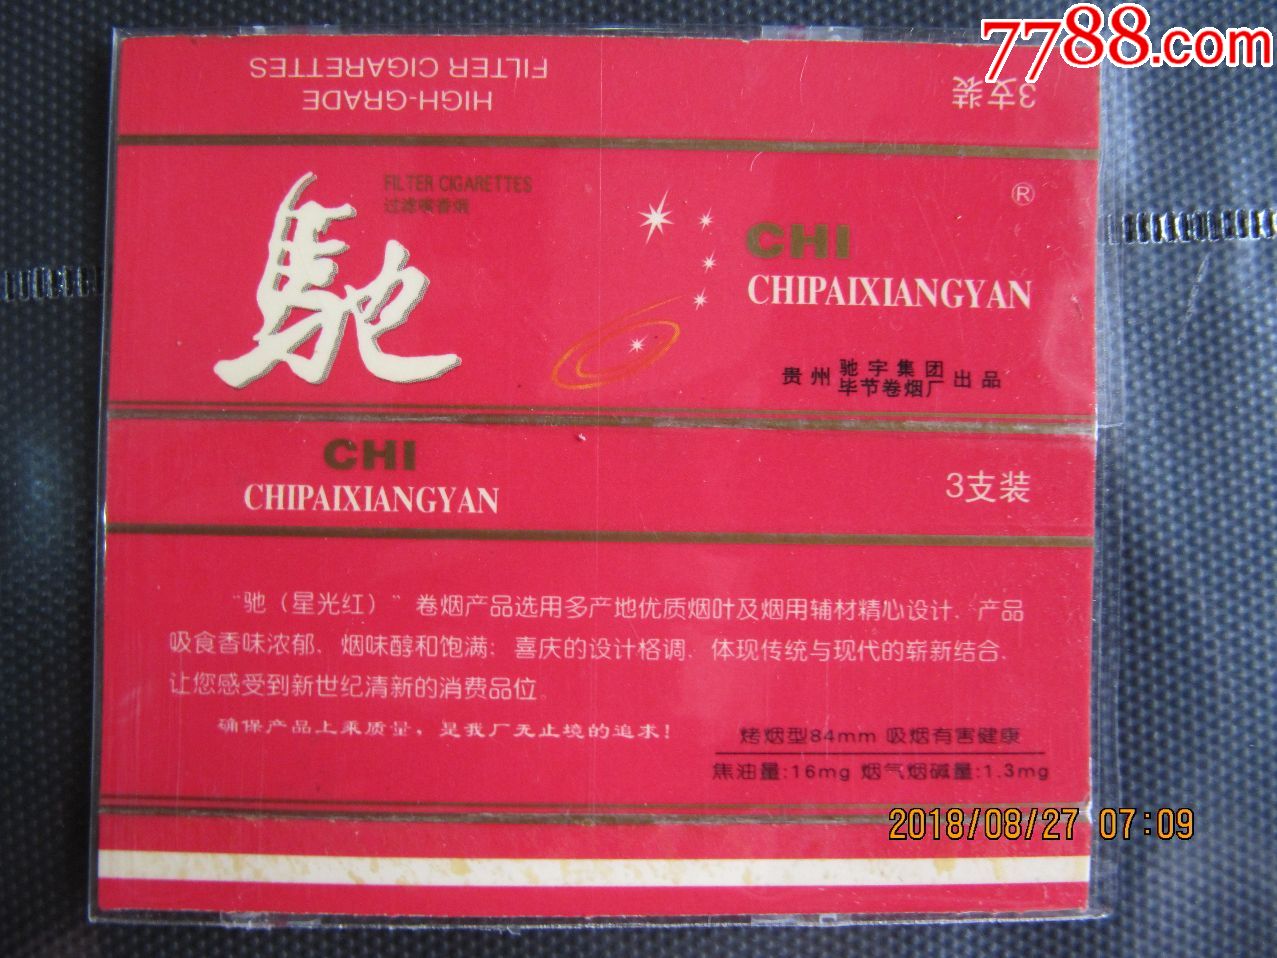 7788.com
FILTER CIGARETTES
HIGH-GRADE
3支装
馳
FILTER CIGARETTES
过滤嘴香烟
®
CHI
CHIPAIXIANGYAN
贵州 驰宇集团 出品
毕节卷烟厂
CHI
CHIPAIXIANGYAN
3支装
“驰（星光红）”卷烟产品选用多产地优质烟叶及烟用辅材精心设计、产品
吸食香味浓郁、烟味醇和饱满；喜庆的设计格调、体现传统与现代的崭新结合、
让您感受到新世纪清新的消费品位。
确保产品上乘质量，是我厂无止境的追求！
烤烟型84mm 吸烟有害健康
焦油量:16mg 烟气烟碱量:1.3mg
2018/08/27 07:09